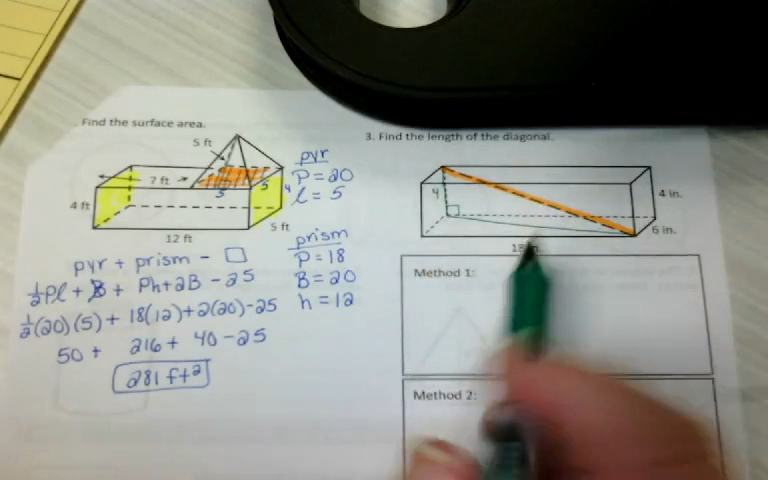 Find the surface area.
5 ft
7 ft
4 ft
5
5
4
12 ft
5 ft
pyr
P = 20
l = 5
prism
P = 18
B = 20
h = 12
pyr + prism - □
½Pl + B + Ph + 2B - 25
½(20)(5) + 18(12) + 2(20) - 25
50 + 216 + 40 - 25
281 ft²
3. Find the length of the diagonal.
4
4 in.
6 in.
Method 1:
Method 2: